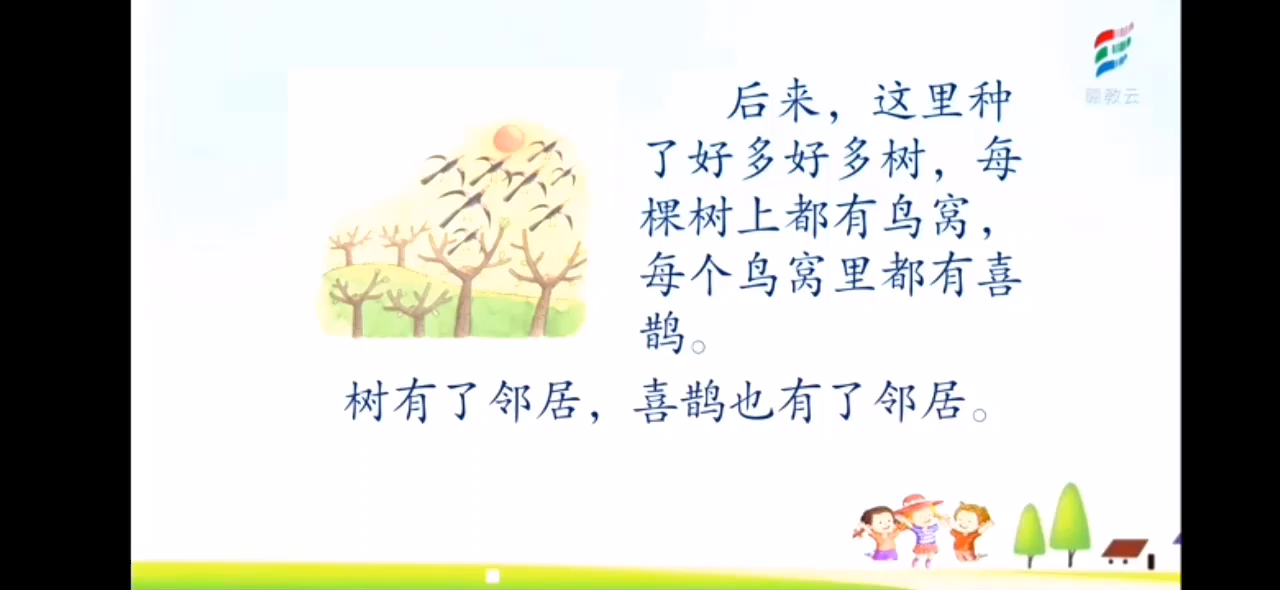 后来，这里种
了好多好多树，每
棵树上都有鸟窝，
每个鸟窝里都有喜
鹊。
树有了邻居，喜鹊也有了邻居。